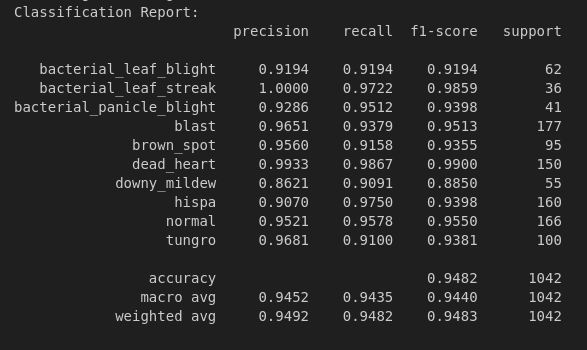 Classification Report:
precision recall f1-score support
bacterial_leaf_blight 0.9194 0.9194 0.9194 62
bacterial_leaf_streak 1.0000 0.9722 0.9859 36
bacterial_panicle_blight 0.9286 0.9512 0.9398 41
blast 0.9651 0.9379 0.9513 177
brown_spot 0.9560 0.9158 0.9355 95
dead_heart 0.9933 0.9867 0.9900 150
downy_mildew 0.8621 0.9091 0.8850 55
hispa 0.9070 0.9750 0.9398 160
normal 0.9521 0.9578 0.9550 166
tungro 0.9681 0.9100 0.9381 100
accuracy 0.9482 1042
macro avg 0.9452 0.9435 0.9440 1042
weighted avg 0.9492 0.9482 0.9483 1042